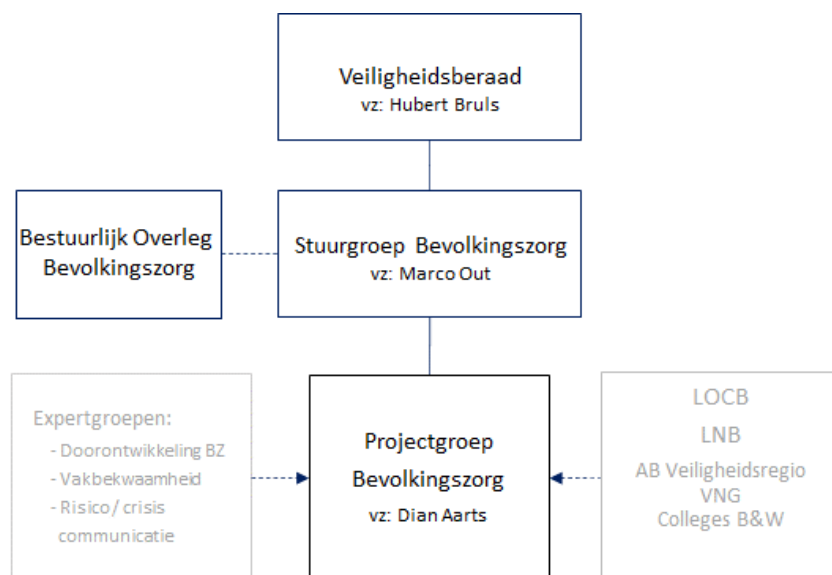 Veiligheidsberaad
vz: Hubert Bruls
Bestuurlijk Overleg
Bevolkingszorg
Stuurgroep Bevolkingszorg
vz: Marco Out
Expertgroepen:
- Doorontwikkeling BZ
- Vakbekwaamheid
- Risico/ crisis
communicatie
Projectgroep
Bevolkingszorg
vz: Dian Aarts
LOCB
LNB
AB Veiligheidsregio
VNG
Colleges B&W